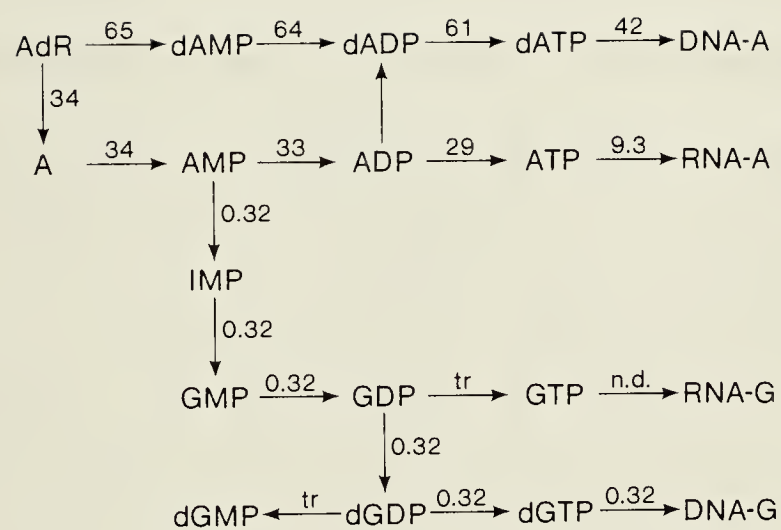 AdR 65 dAMP 64 dADP 61 dATP 42 DNA-A
34
A 34 AMP 33 ADP 29 ATP 9.3 RNA-A
0.32
IMP
0.32
GMP 0.32 GDP tr GTP n.d. RNA-G
0.32
dGMP tr dGDP 0.32 dGTP 0.32 DNA-G